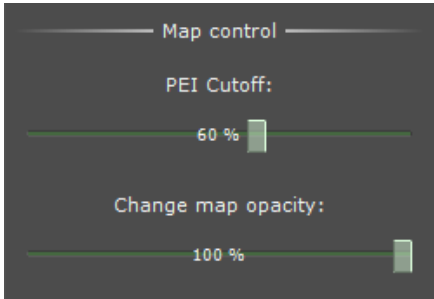 Map control
PEI Cutoff:
60 %
Change map opacity:
100 %